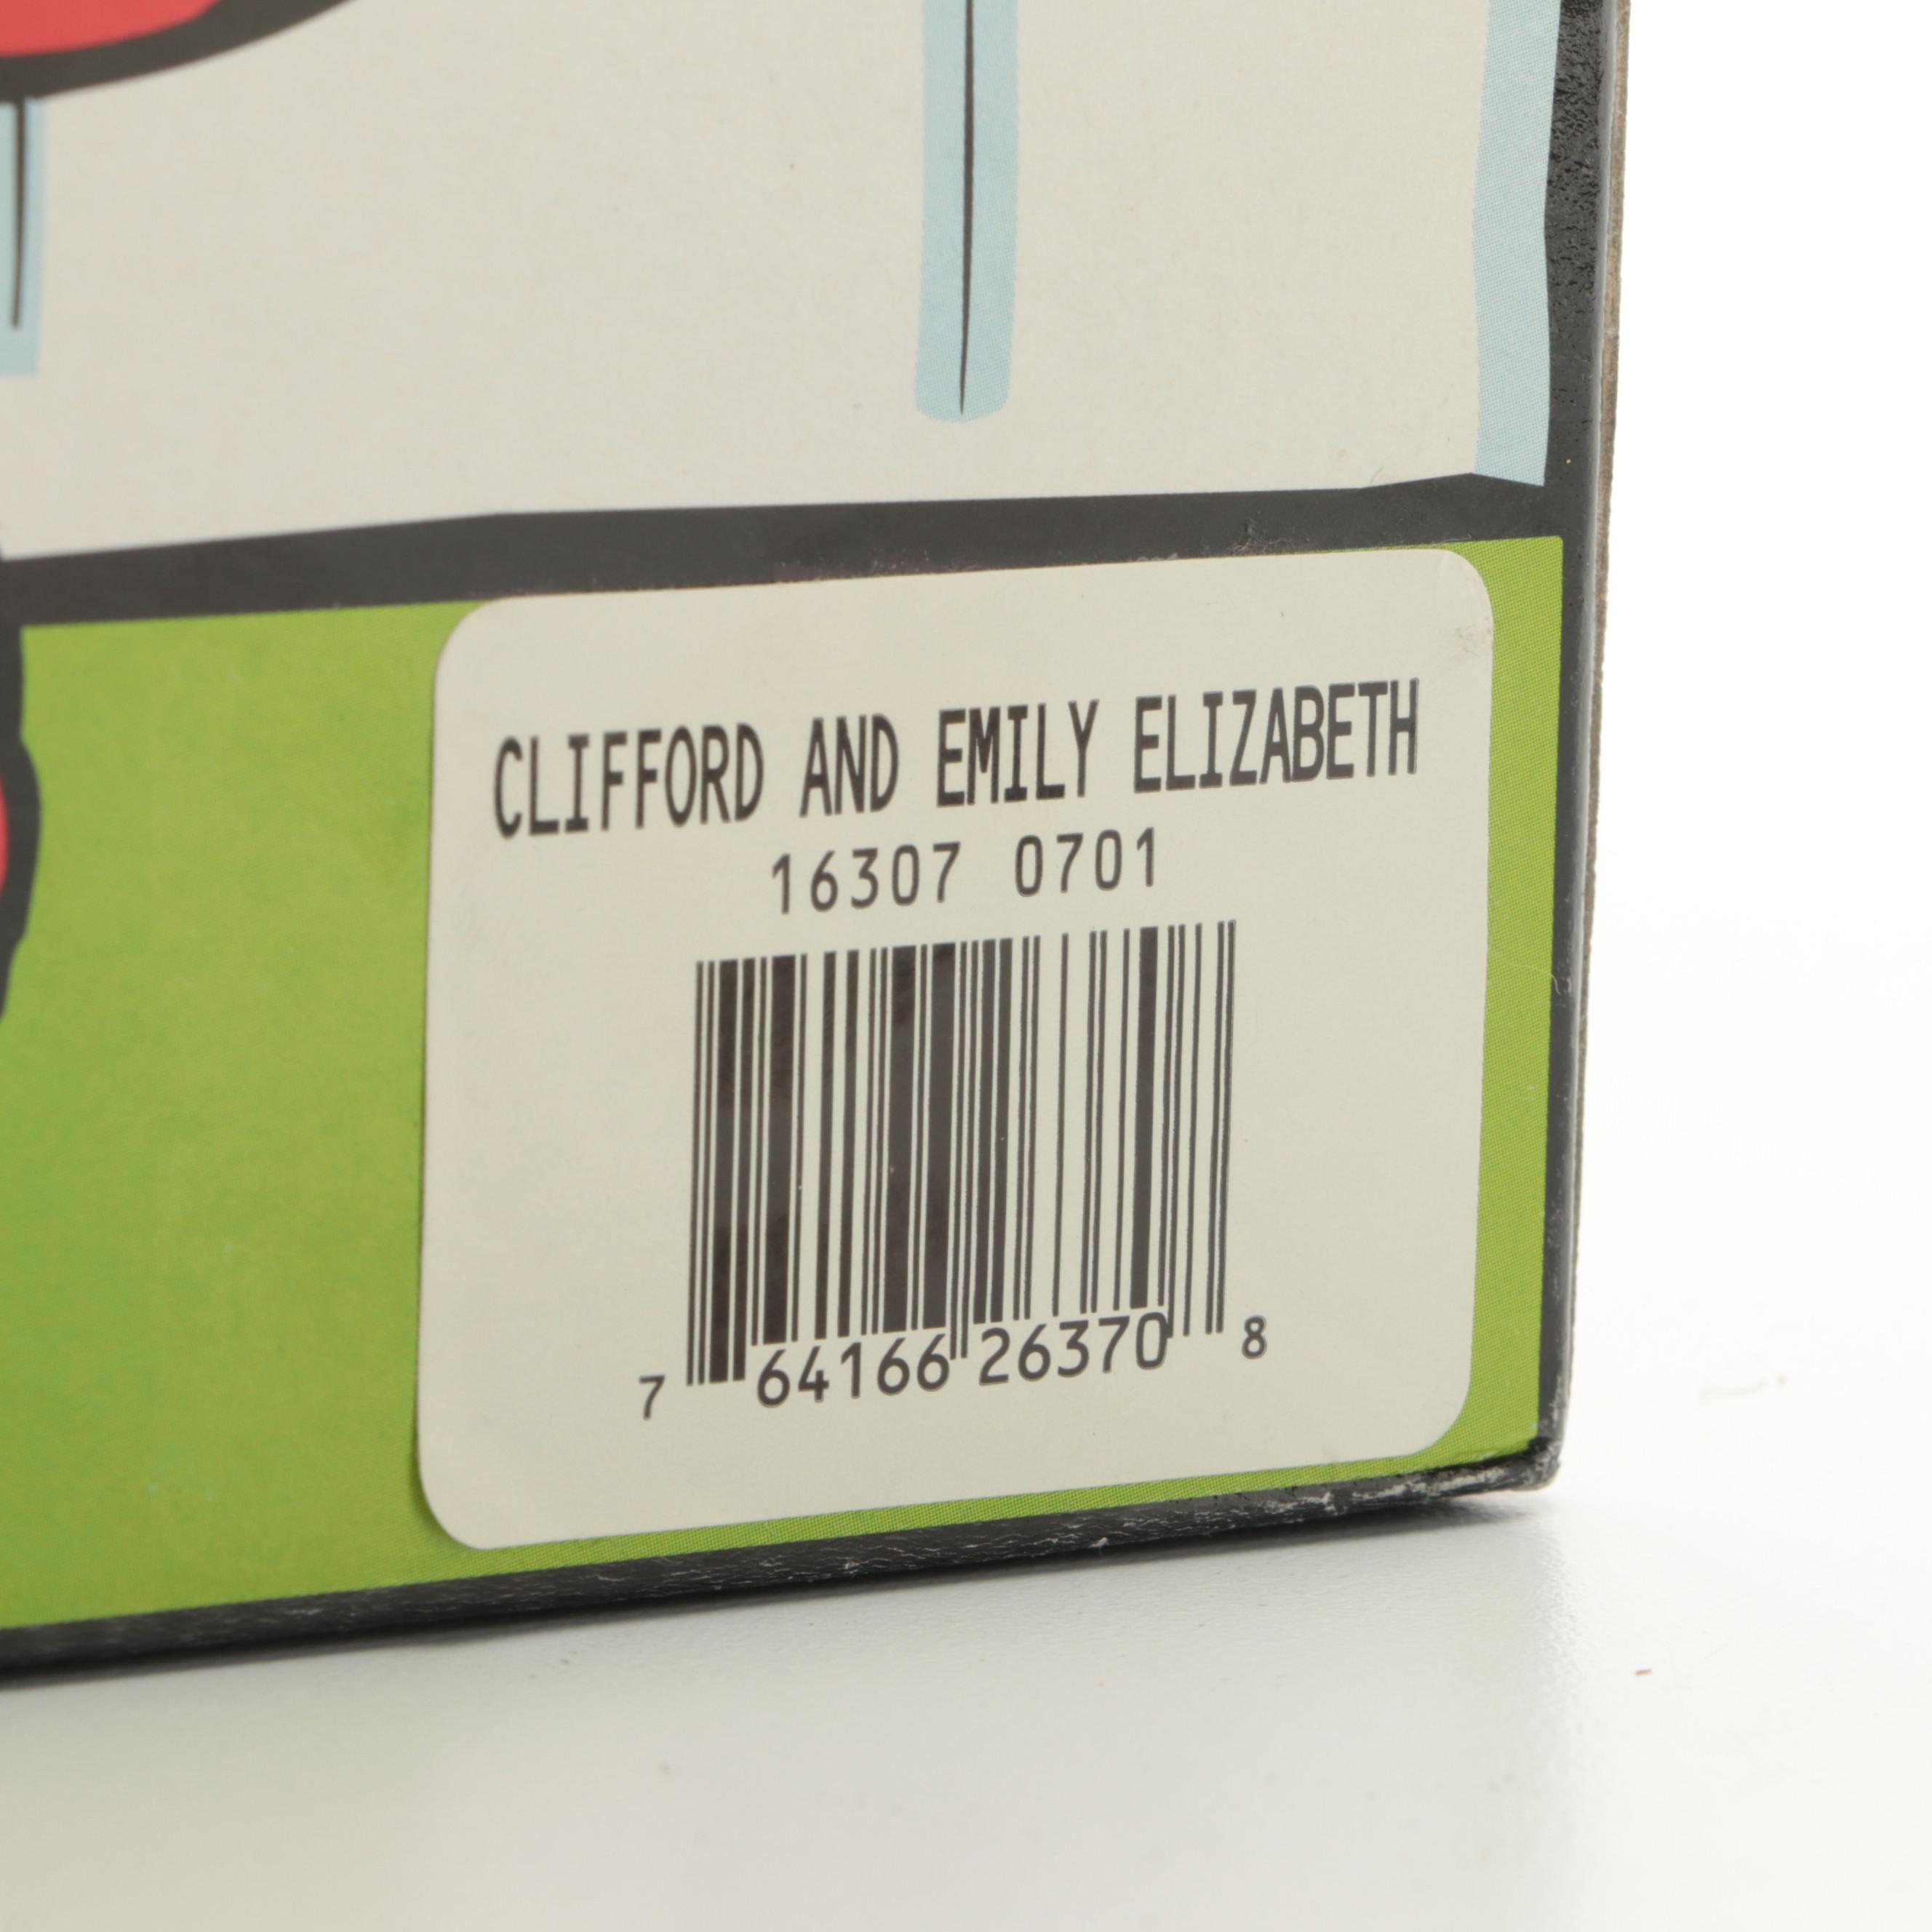 CLIFFORD AND EMILY ELIZABETH
16307 0701
7 64166 26370 8